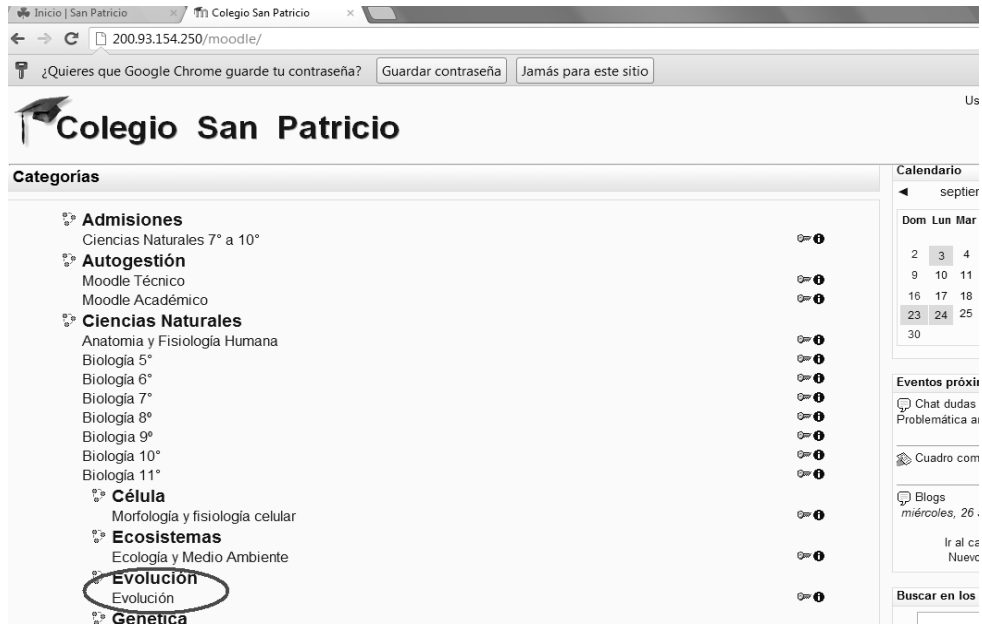 Inicio | San Patricio
Colegio San Patricio
200.93.154.250/moodle/
¿Quieres que Google Chrome guarde tu contraseña? Guardar contraseña Jamás para este sitio
Us
Colegio San Patricio
Categorías
Admisiones
Ciencias Naturales 7° a 10°
Autogestión
Moodle Técnico
Moodle Académico
Ciencias Naturales
Anatomia y Fisiología Humana
Biología 5°
Biología 6°
Biología 7°
Biología 8º
Biologia 9º
Biología 10°
Biología 11°
Célula
Morfología y fisiología celular
Ecosistemas
Ecología y Medio Ambiente
Evolución
Evolución
Genética
Calendario
◄ septier
Dom Lun Mar
2 3 4
9 10 11
16 17 18
23 24 25
30
Eventos próxi
Chat dudas
Problemática a
Cuadro com
Blogs
miércoles, 26
Ir al ca
Nuevo
Buscar en los